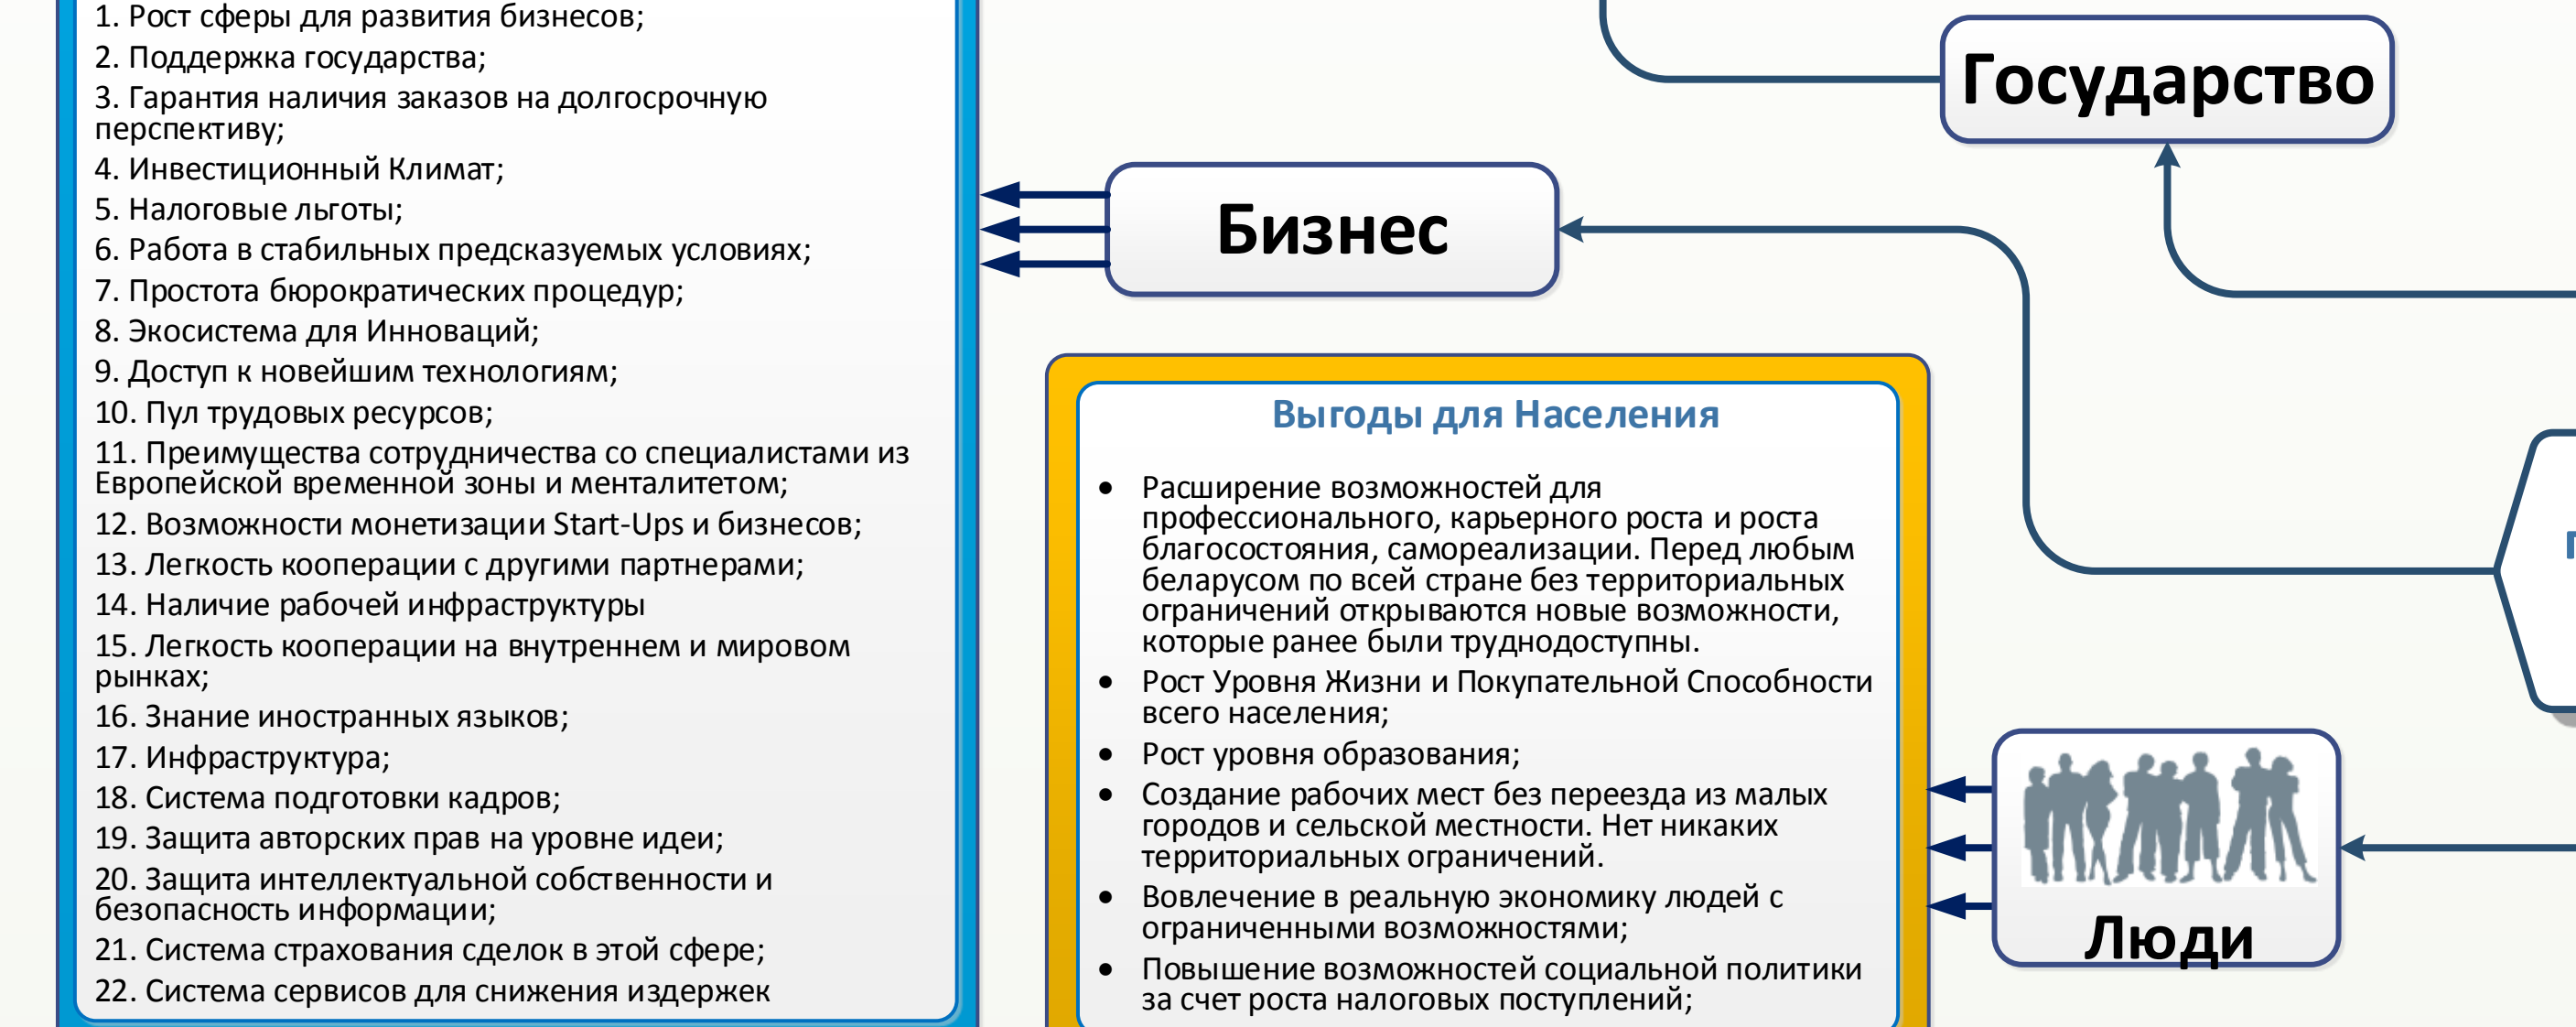 1. Рост сферы для развития бизнесов;
2. Поддержка государства;
3. Гарантия наличия заказов на долгосрочную
перспективу;
4. Инвестиционный Климат;
5. Налоговые льготы;
6. Работа в стабильных предсказуемых условиях;
7. Простота бюрократических процедур;
8. Экосистема для Инноваций;
9. Доступ к новейшим технологиям;
10. Пул трудовых ресурсов;
11. Преимущества сотрудничества со специалистами из
Европейской временной зоны и менталитетом;
12. Возможности монетизации Start-Ups и бизнесов;
13. Легкость кооперации с другими партнерами;
14. Наличие рабочей инфраструктуры
15. Легкость кооперации на внутреннем и мировом
рынках;
16. Знание иностранных языков;
17. Инфраструктура;
18. Система подготовки кадров;
19. Защита авторских прав на уровне идеи;
20. Защита интеллектуальной собственности и
безопасность информации;
21. Система страхования сделок в этой сфере;
22. Система сервисов для снижения издержек
Государство
Бизнес
Выгоды для Населения
• Расширение возможностей для
профессионального, карьерного роста и роста
благосостояния, самореализации. Перед любым
беларусом по всей стране без территориальных
ограничений открываются новые возможности,
которые ранее были труднодоступны.
• Рост Уровня Жизни и Покупательной Способности
всего населения;
• Рост уровня образования;
• Создание рабочих мест без переезда из малых
городов и сельской местности. Нет никаких
территориальных ограничений.
• Вовлечение в реальную экономику людей с
ограниченными возможностями;
• Повышение возможностей социальной политики
за счет роста налоговых поступлений;
Люди